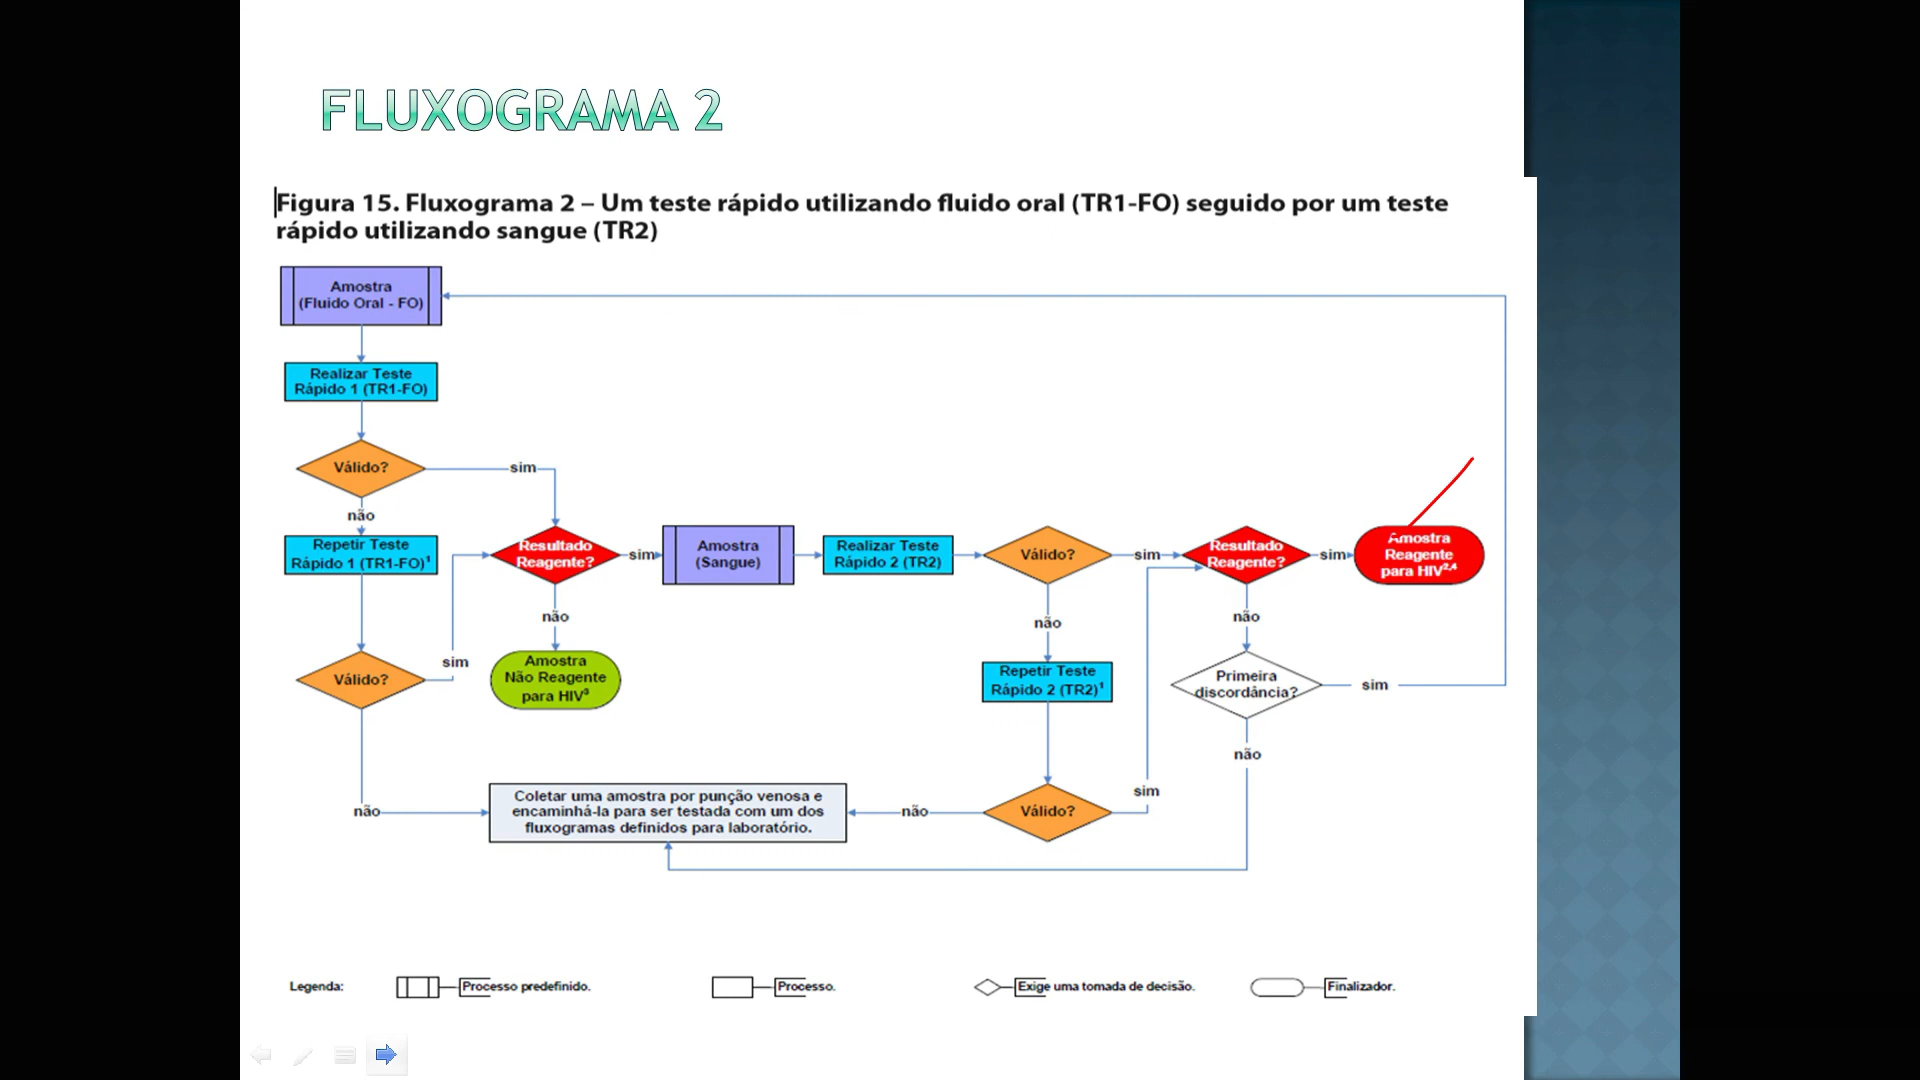 FLUXOGRAMA 2
Figura 15. Fluxograma 2 – Um teste rápido utilizando fluido oral (TR1-FO) seguido por um teste
rápido utilizando sangue (TR2)
Amostra
(Fluido Oral - FO)
Realizar Teste
Rápido 1 (TR1-FO)
Válido?
sim
não
Repetir Teste
Rápido 1 (TR1-FO)¹
Válido?
sim
não
Resultado
Reagente?
sim
não
Amostra
Não Reagente
para HIV³
Amostra
(Sangue)
Realizar Teste
Rápido 2 (TR2)
Válido?
sim
não
Repetir Teste
Rápido 2 (TR2)¹
Válido?
sim
não
Resultado
Reagente?
sim
não
Amostra
Reagente
para HIV²,⁴
Primeira
discordância?
sim
não
Coletar uma amostra por punção venosa e
encaminhá-la para ser testada com um dos
fluxogramas definidos para laboratório.
Legenda:
Processo predefinido.
Processo.
Exige uma tomada de decisão.
Finalizador.